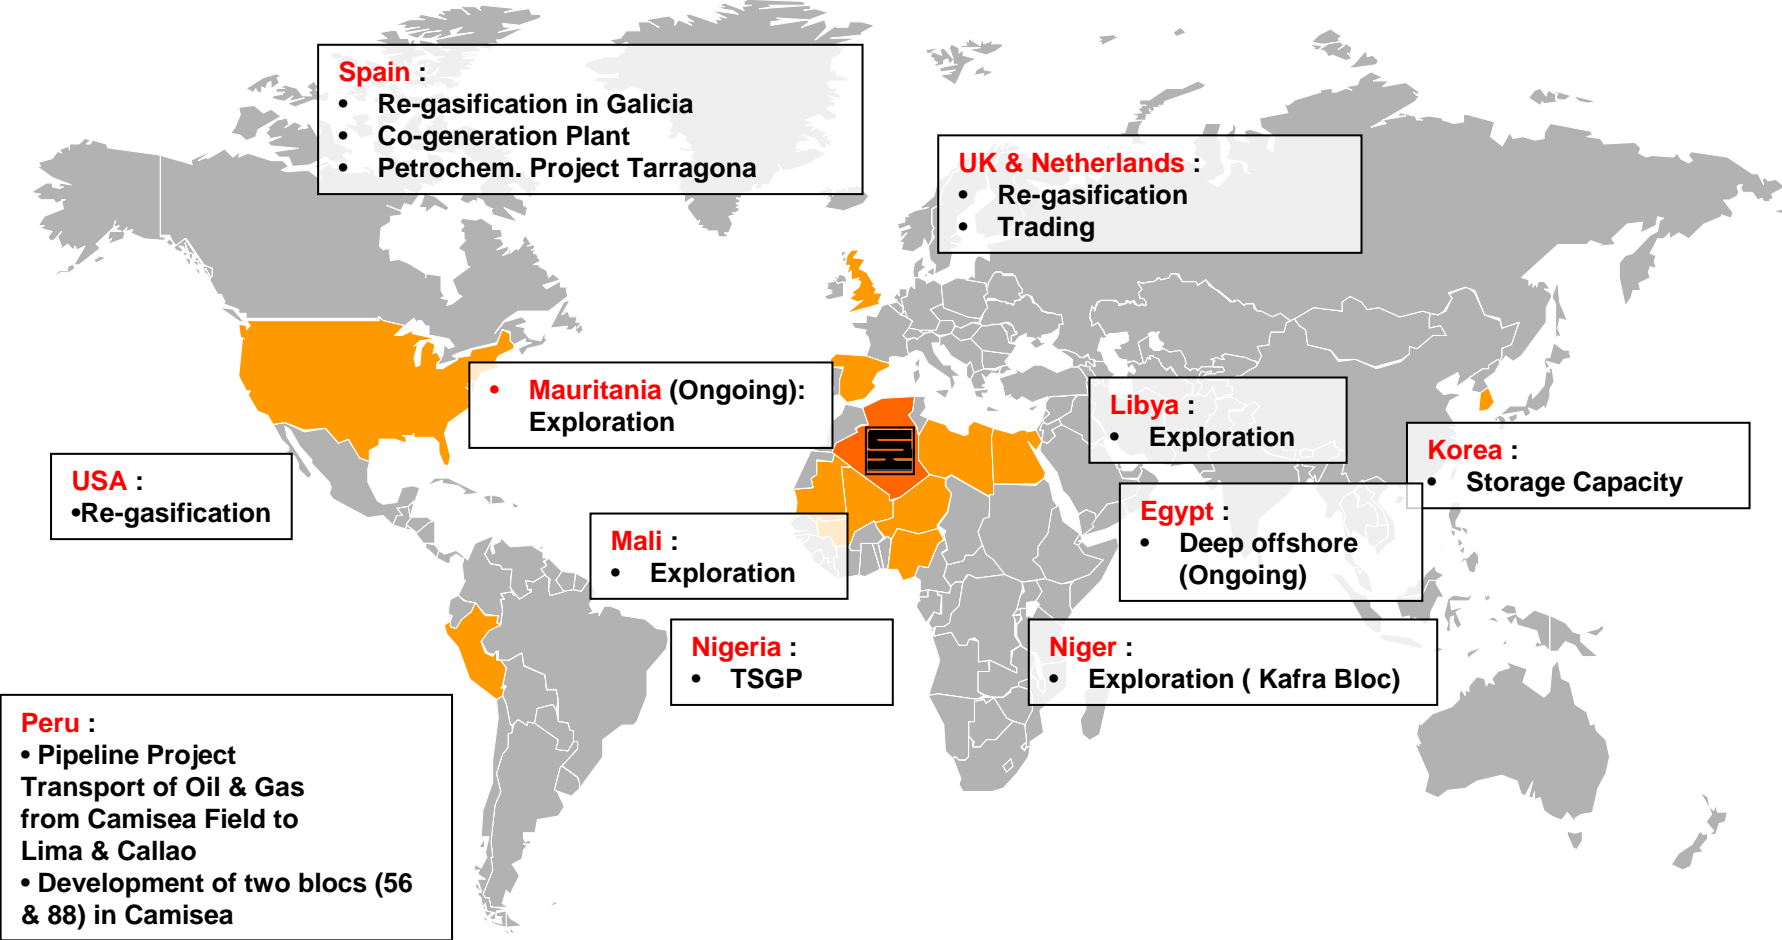 Spain :
• Re-gasification in Galicia
• Co-generation Plant
• Petrochem. Project Tarragona
UK & Netherlands :
• Re-gasification
• Trading
• Mauritania (Ongoing):
Exploration
Libya :
• Exploration
Korea :
• Storage Capacity
USA :
•Re-gasification
Egypt :
• Deep offshore
(Ongoing)
Mali :
• Exploration
Nigeria :
• TSGP
Niger :
• Exploration ( Kafra Bloc)
Peru :
• Pipeline Project
Transport of Oil & Gas
from Camisea Field to
Lima & Callao
• Development of two blocs (56
& 88) in Camisea